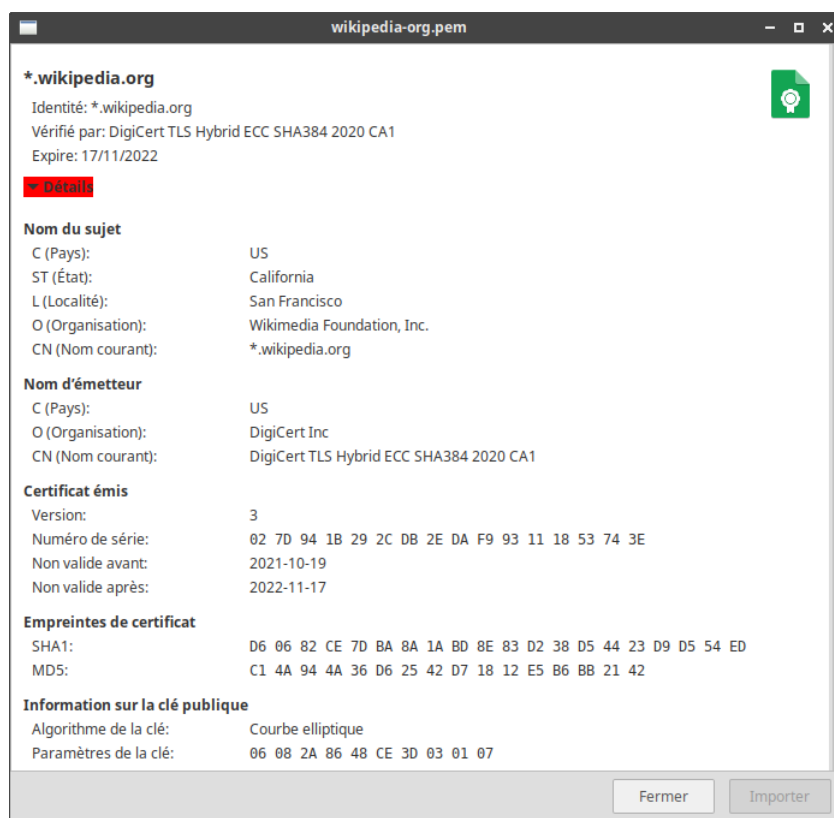 wikipedia-org.pem
*.wikipedia.org
Identité: *.wikipedia.org
Vérifié par: DigiCert TLS Hybrid ECC SHA384 2020 CA1
Expire: 17/11/2022
Détails
Nom du sujet
C (Pays): US
ST (État): California
L (Localité): San Francisco
O (Organisation): Wikimedia Foundation, Inc.
CN (Nom courant): *.wikipedia.org
Nom d’émetteur
C (Pays): US
O (Organisation): DigiCert Inc
CN (Nom courant): DigiCert TLS Hybrid ECC SHA384 2020 CA1
Certificat émis
Version: 3
Numéro de série: 02 7D 94 1B 29 2C DB 2E DA F9 93 11 18 53 74 3E
Non valide avant: 2021-10-19
Non valide après: 2022-11-17
Empreintes de certificat
SHA1: D6 06 82 CE 7D BA 8A 1A BD 8E 83 D2 38 D5 44 23 D9 D5 54 ED
MD5: C1 4A 94 4A 36 D6 25 42 D7 18 12 E5 B6 BB 21 42
Information sur la clé publique
Algorithme de la clé: Courbe elliptique
Paramètres de la clé: 06 08 2A 86 48 CE 3D 03 01 07
Fermer Importer